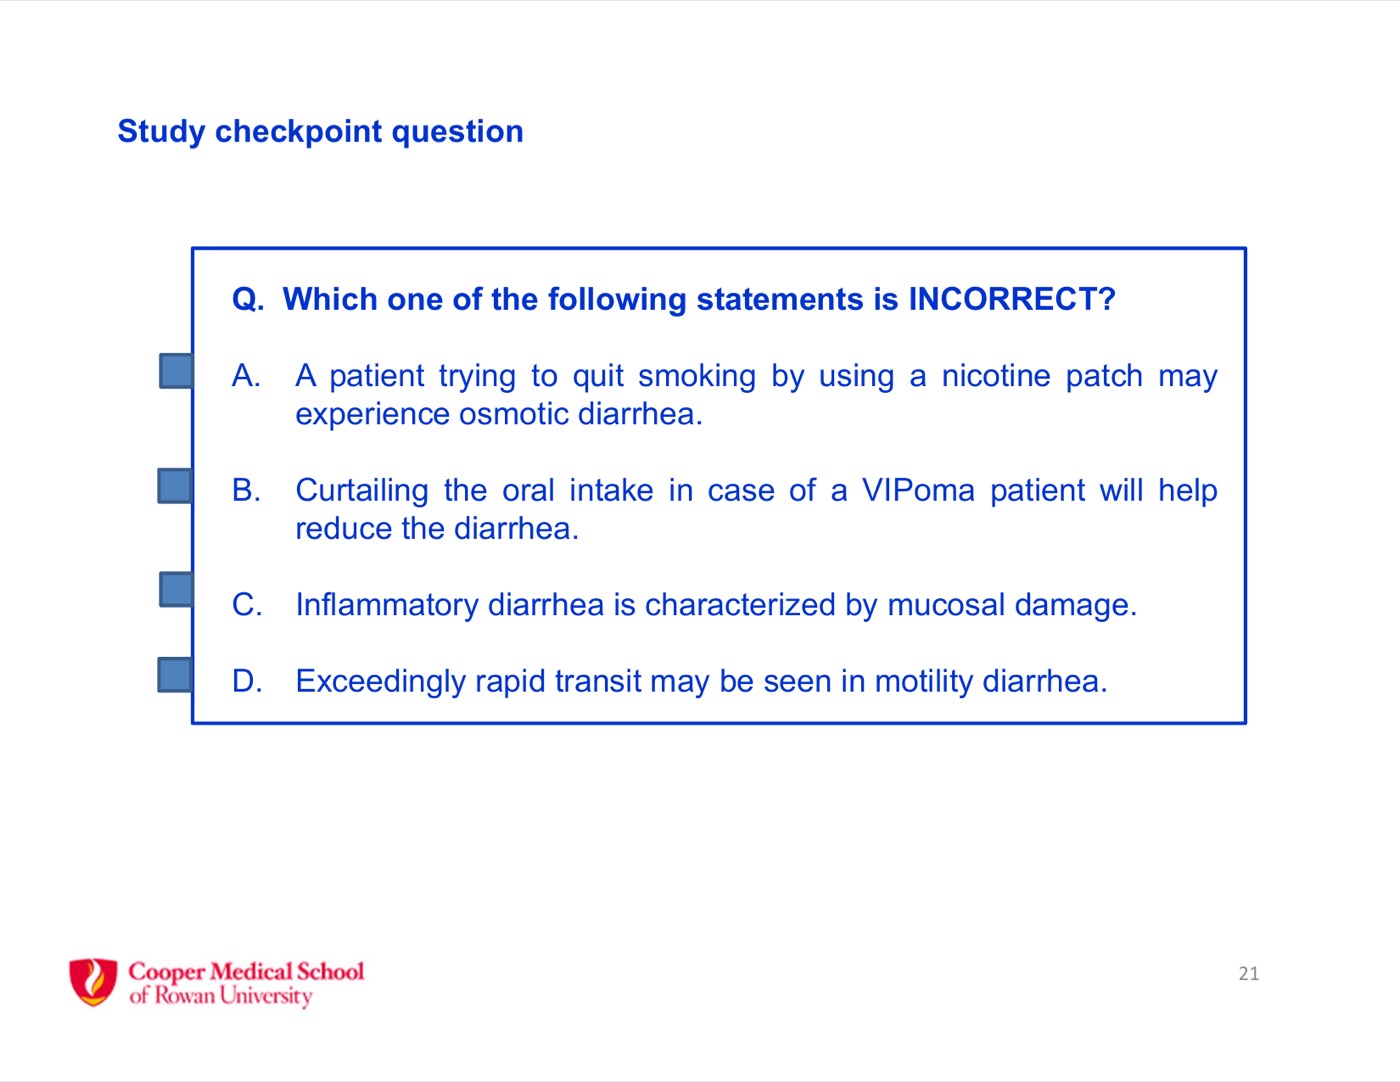 Study checkpoint question
Q. Which one of the following statements is INCORRECT?
A. A patient trying to quit smoking by using a nicotine patch may
experience osmotic diarrhea.
B. Curtailing the oral intake in case of a VIPoma patient will help
reduce the diarrhea.
C. Inflammatory diarrhea is characterized by mucosal damage.
D. Exceedingly rapid transit may be seen in motility diarrhea.
Cooper Medical School
of Rowan University
21